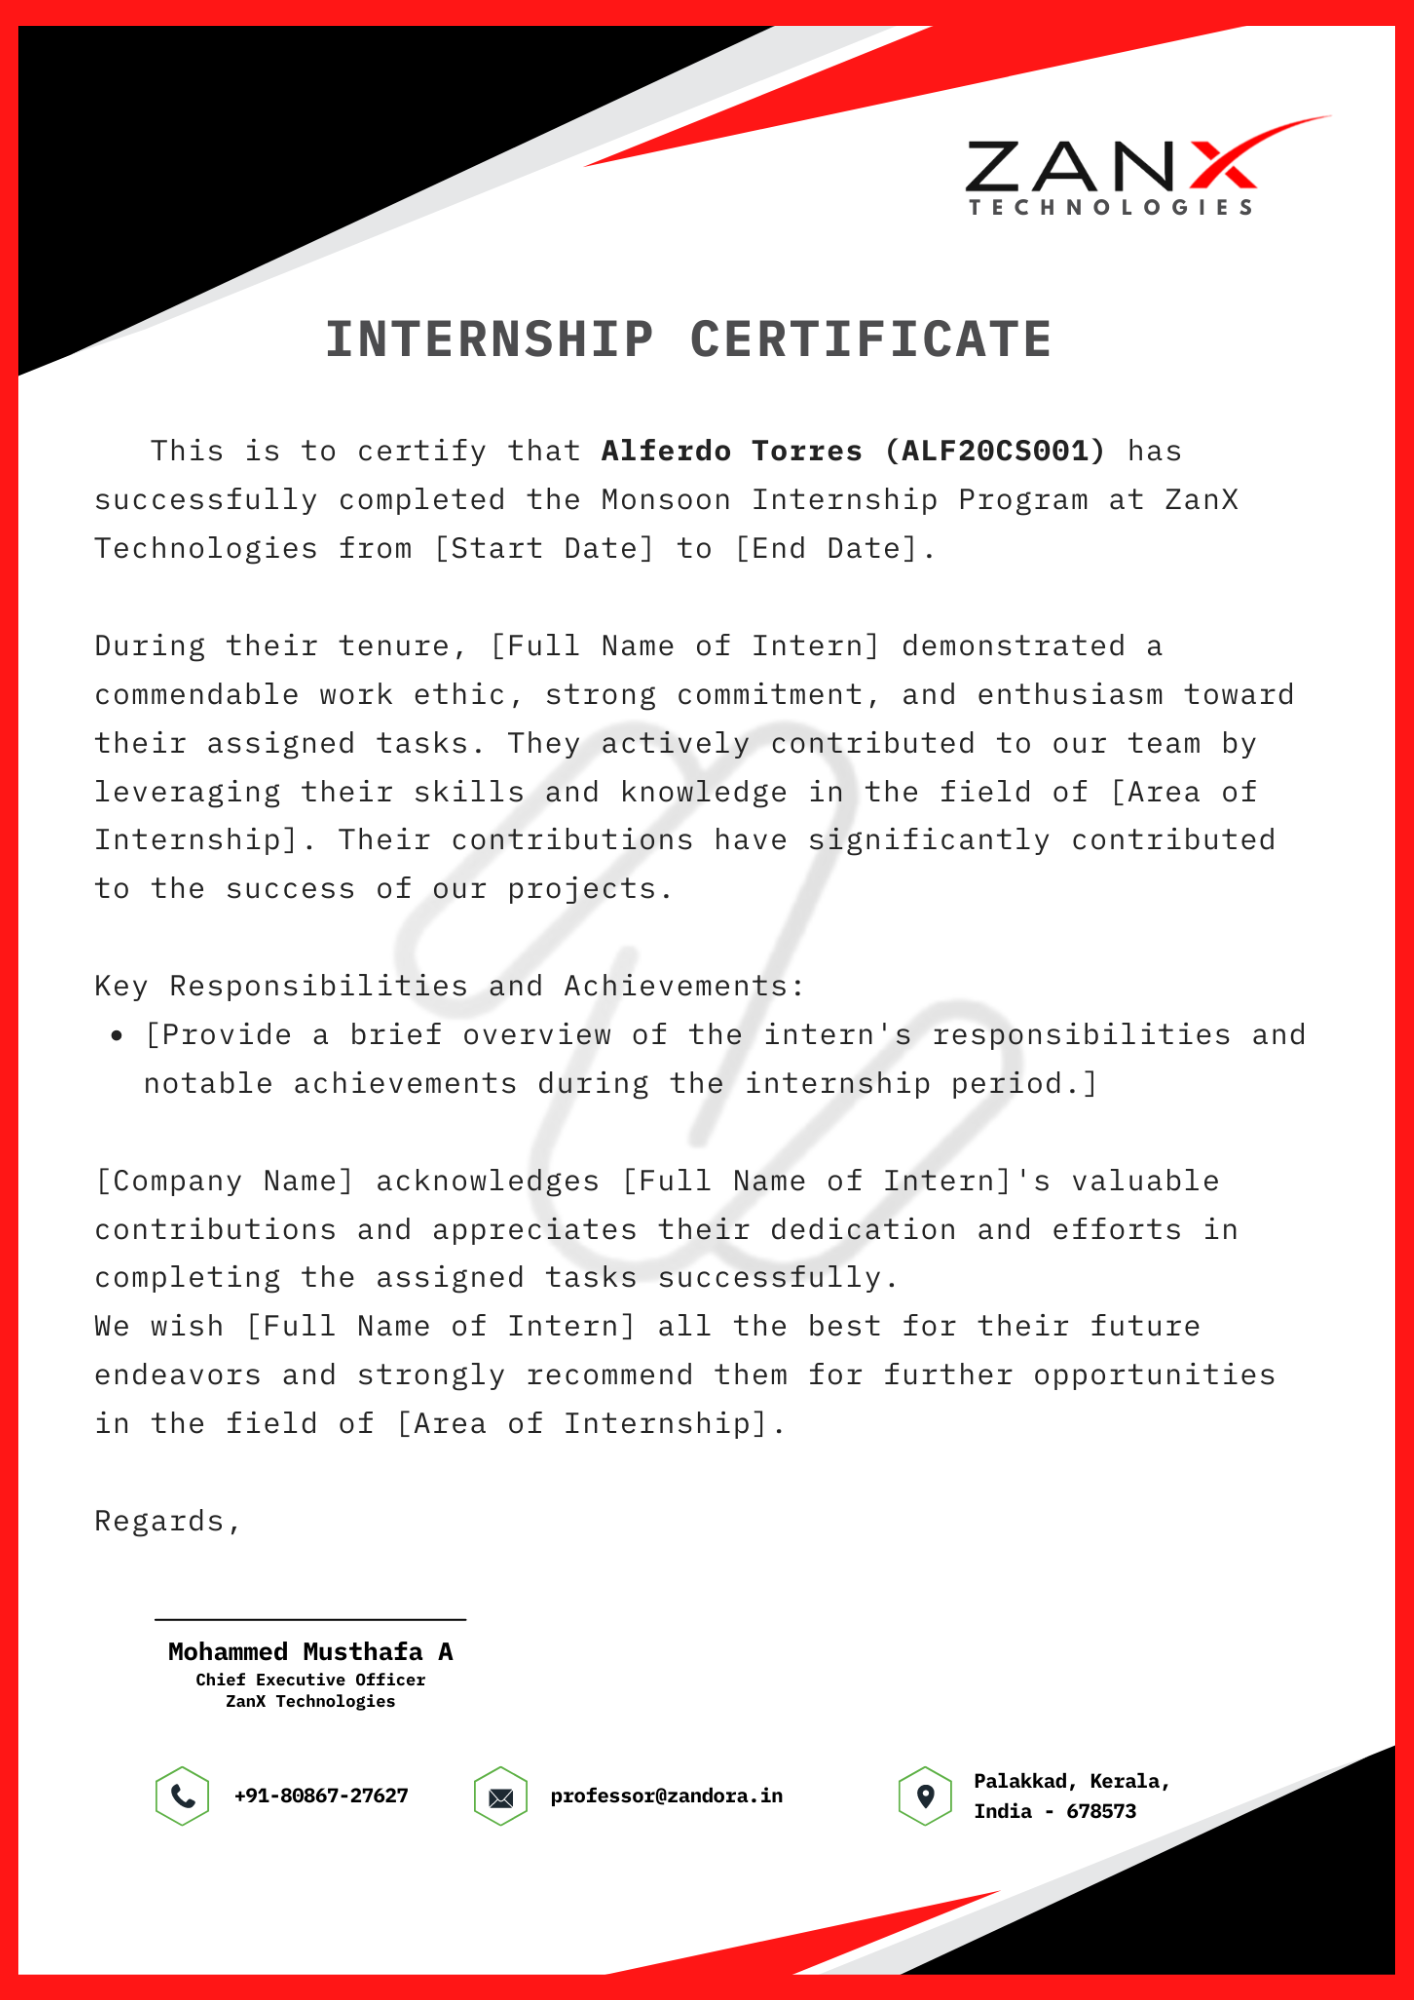 ZANX
TECHNOLOGIES
INTERNSHIP CERTIFICATE
This is to certify that Alferdo Torres (ALF20CS001) has
successfully completed the Monsoon Internship Program at ZanX
Technologies from [Start Date] to [End Date].
During their tenure, [Full Name of Intern] demonstrated a
commendable work ethic, strong commitment, and enthusiasm toward
their assigned tasks. They actively contributed to our team by
leveraging their skills and knowledge in the field of [Area of
Internship]. Their contributions have significantly contributed
to the success of our projects.
Key Responsibilities and Achievements:
• [Provide a brief overview of the intern's responsibilities and
notable achievements during the internship period.]
[Company Name] acknowledges [Full Name of Intern]'s valuable
contributions and appreciates their dedication and efforts in
completing the assigned tasks successfully.
We wish [Full Name of Intern] all the best for their future
endeavors and strongly recommend them for further opportunities
in the field of [Area of Internship].
Regards,
Mohammed Musthafa A
Chief Executive Officer
ZanX Technologies
+91-80867-27627
professor@zandora.in
Palakkad, Kerala,
India - 678573